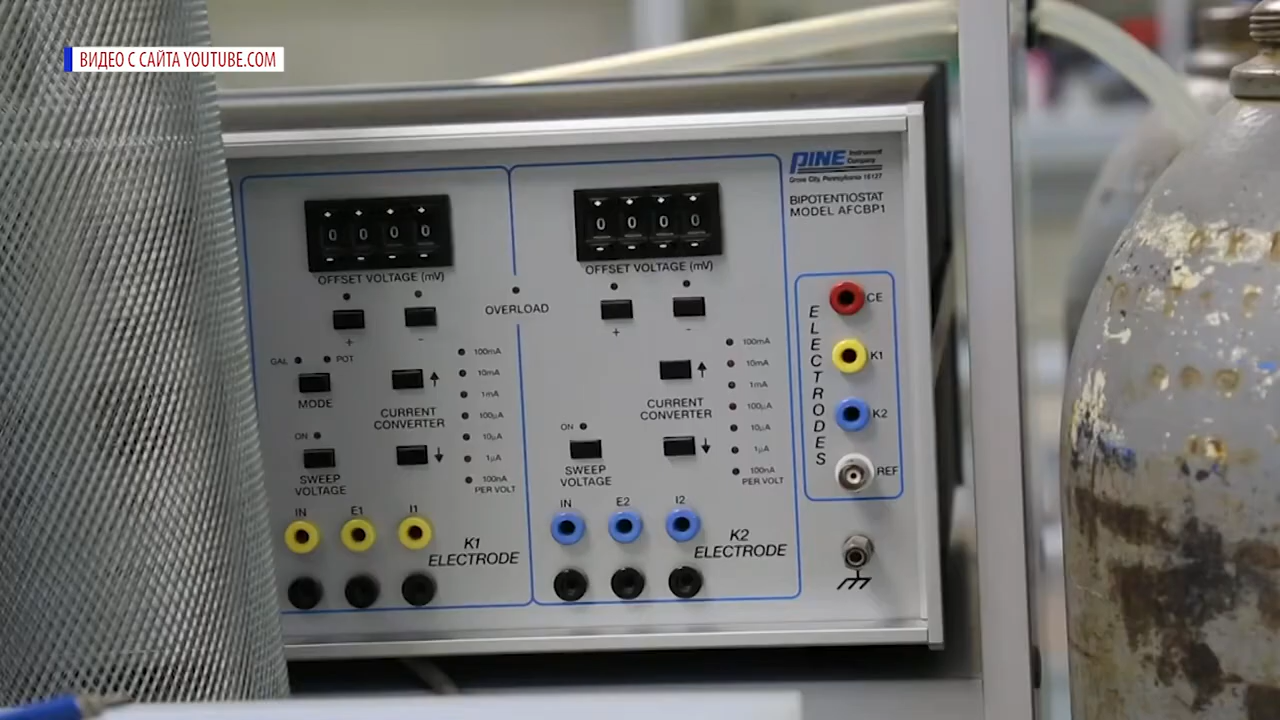 ВИДЕО С САЙТА YOUTUBE.COM
PINE Instrument
Company
Grove City, Pennsylvania 16127
BIPOTENTIOSTAT
MODEL AFCBP1
0 0 0 0
OFFSET VOLTAGE (mV)
+ -
GAL POT
MODE
ON
SWEEP
VOLTAGE
CURRENT
CONVERTER
100mA
10mA
1mA
100µA
10µA
1µA
100nA
PER VOLT
IN E1 I1
K1
ELECTRODE
OVERLOAD
0 0 0 0
OFFSET VOLTAGE (mV)
+ -
CURRENT
CONVERTER
ON
SWEEP
VOLTAGE
100mA
10mA
1mA
100µA
10µA
1µA
100nA
PER VOLT
IN E2 I2
K2
ELECTRODE
ELECTRODES
CE
K1
K2
REF